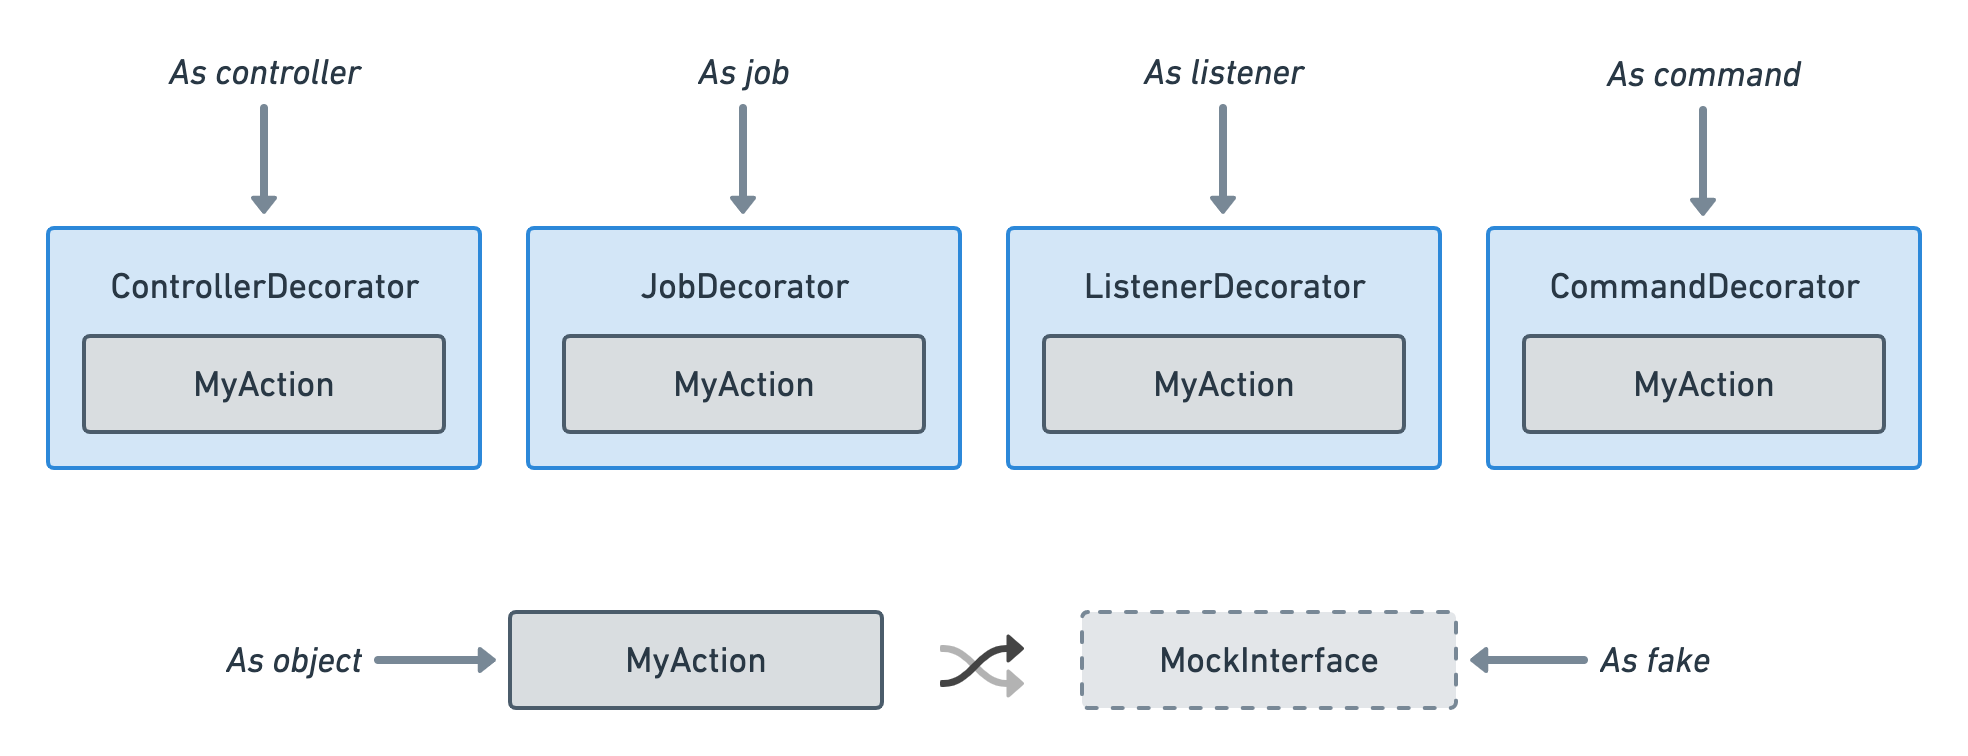 As controller
As job
As listener
As command
ControllerDecorator
JobDecorator
ListenerDecorator
CommandDecorator
MyAction
MyAction
MyAction
MyAction
As object
MyAction
MockInterface
As fake